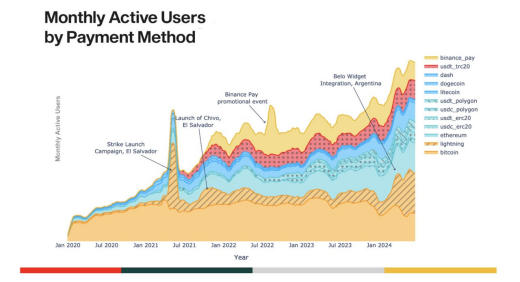 Monthly Active Users
by Payment Method
binance_pay
usdt_trc20
dash
dogecoin
litecoin
usdt_polygon
usdc_polygon
usdt_erc20
usdc_erc20
ethereum
lightning
bitcoin
Belo Widget
Integration, Argentina
Binance Pay
promotional event
Launch of Chivo,
El Salvador
Strike Launch
Campaign, El Salvador
Monthly Active Users
Jan 2020
Jul 2020
Jan 2021
Jul 2021
Jan 2022
Jul 2022
Jan 2023
Jul 2023
Jan 2024
Year